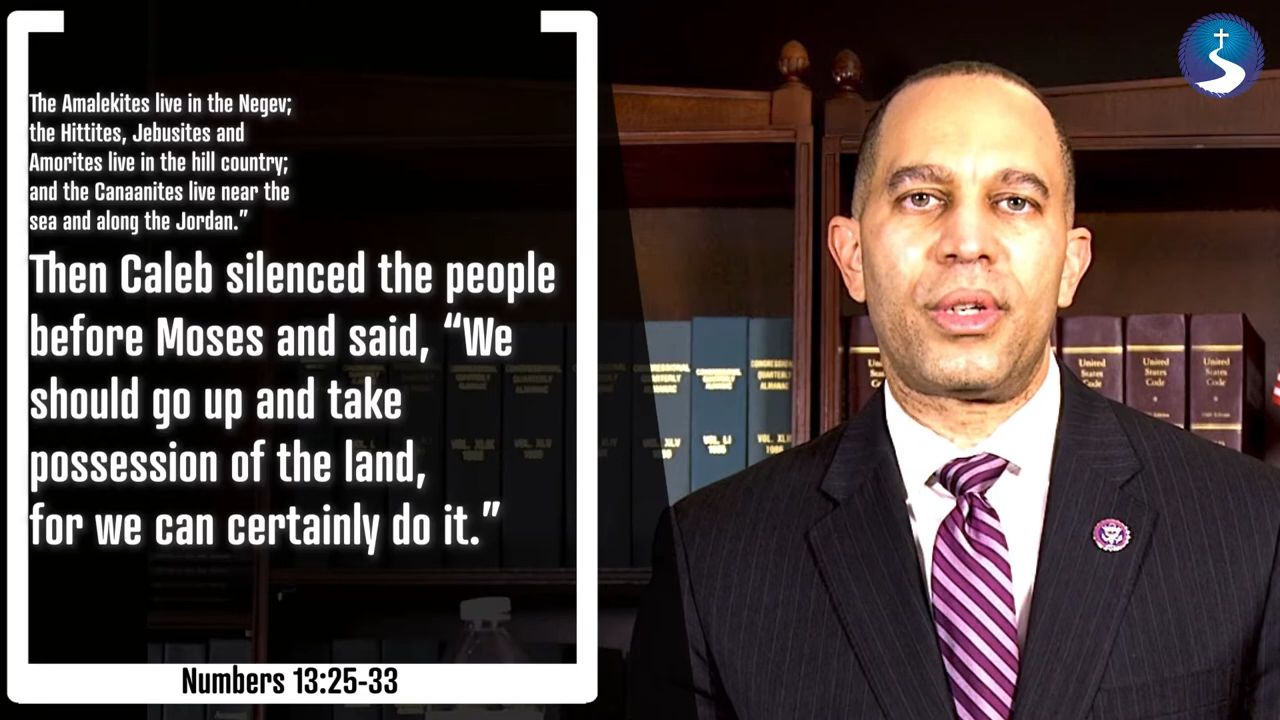 The Amalekites live in the Negev;
the Hittites, Jebusites and
Amorites live in the hill country;
and the Canaanites live near the
sea and along the Jordan.”
Then Caleb silenced the people
before Moses and said, “We
should go up and take
possession of the land,
for we can certainly do it.”
Numbers 13:25-33
CONGRESSIONAL
QUARTERLY
ALMANAC
United
States
Code
United
States
Code
United
States
Code